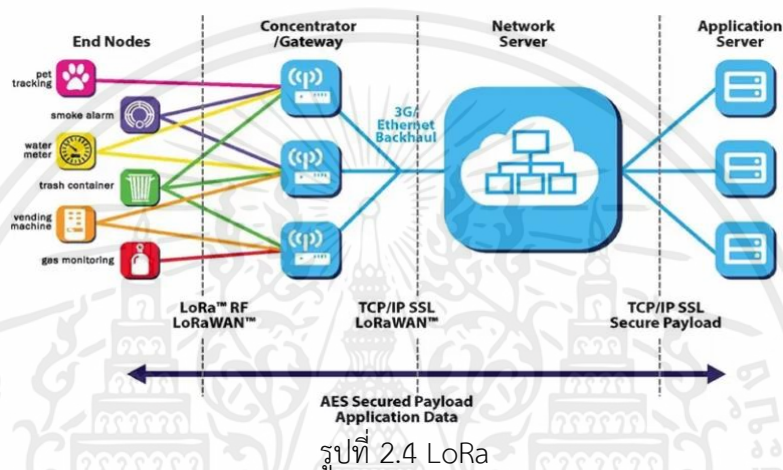 End Nodes
Concentrator
/Gateway
Network
Server
Application
Server
pet
tracking
smoke alarm
water
meter
trash container
vending
machine
gas monitoring
3G/
Ethernet
Backhaul
LoRa™ RF
LoRaWAN™
TCP/IP SSL
LoRaWAN™
TCP/IP SSL
Secure Payload
AES Secured Payload
Application Data
รูปที่ 2.4 LoRa